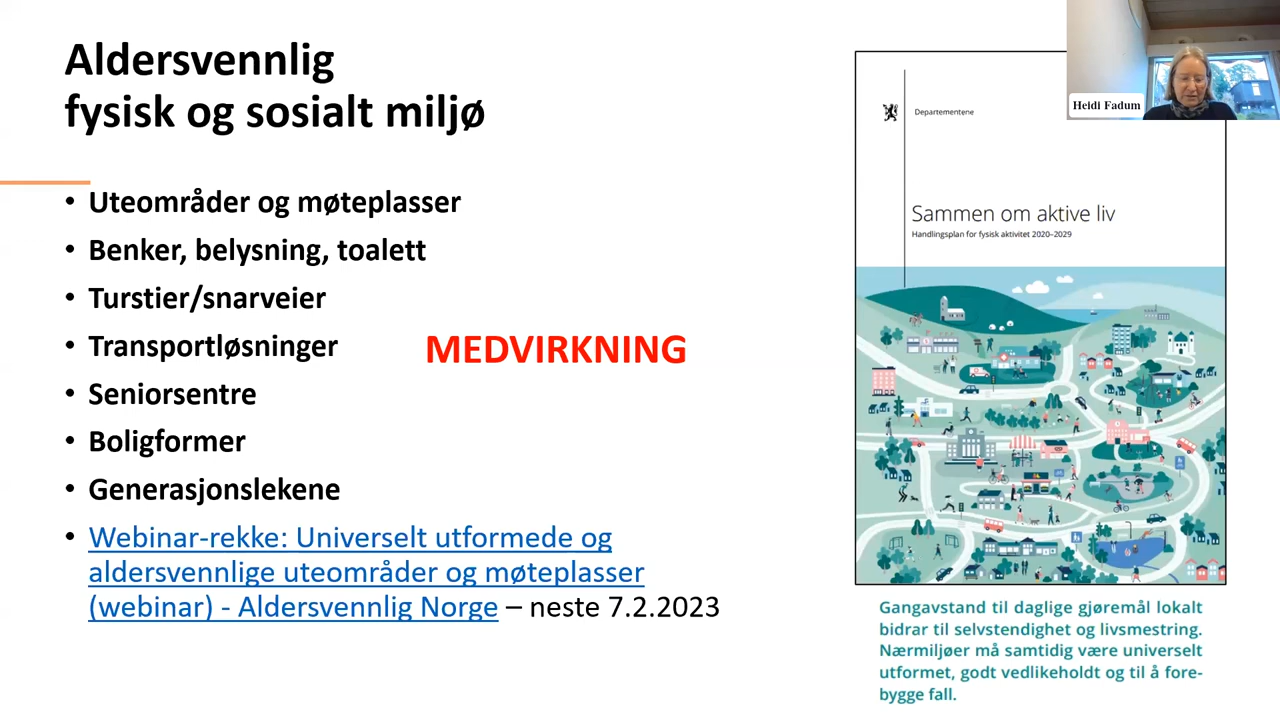 Aldersvennlig
fysisk og sosialt miljø
• Uteområder og møteplasser
• Benker, belysning, toalett
• Turstier/snarveier
• Transportløsninger
• Seniorsentre
• Boligformer
• Generasjonslekene
• Webinar-rekke: Universelt utformede og
aldersvennlige uteområder og møteplasser
(webinar) - Aldersvennlig Norge – neste 7.2.2023
MEDVIRKNING
Heidi Fadum
Departementene
Sammen om aktive liv
Handlingsplan for fysisk aktivitet 2020–2029
Gangavstand til daglige gjøremål lokalt
bidrar til selvstendighet og livsmestring.
Nærmiljøer må samtidig være universelt
utformet, godt vedlikeholdt og til å fore-
bygge fall.